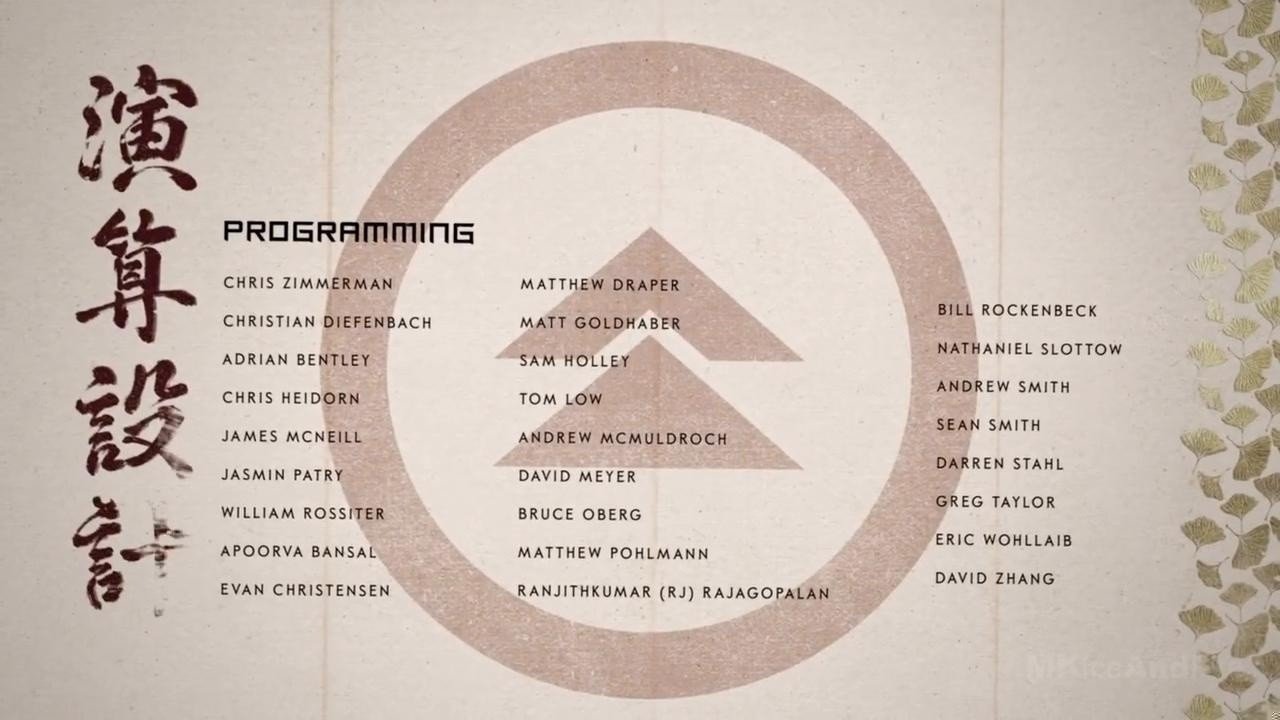 演算設計
PROGRAMMING
CHRIS ZIMMERMAN
CHRISTIAN DIEFENBACH
ADRIAN BENTLEY
CHRIS HEIDORN
JAMES MCNEILL
JASMIN PATRY
WILLIAM ROSSITER
APOORVA BANSAL
EVAN CHRISTENSEN
MATTHEW DRAPER
MATT GOLDHABER
SAM HOLLEY
TOM LOW
ANDREW MCMULDROCH
DAVID MEYER
BRUCE OBERG
MATTHEW POHLMANN
RANJITHKUMAR (RJ) RAJAGOPALAN
BILL ROCKENBECK
NATHANIEL SLOTTOW
ANDREW SMITH
SEAN SMITH
DARREN STAHL
GREG TAYLOR
ERIC WOHLLAIB
DAVID ZHANG